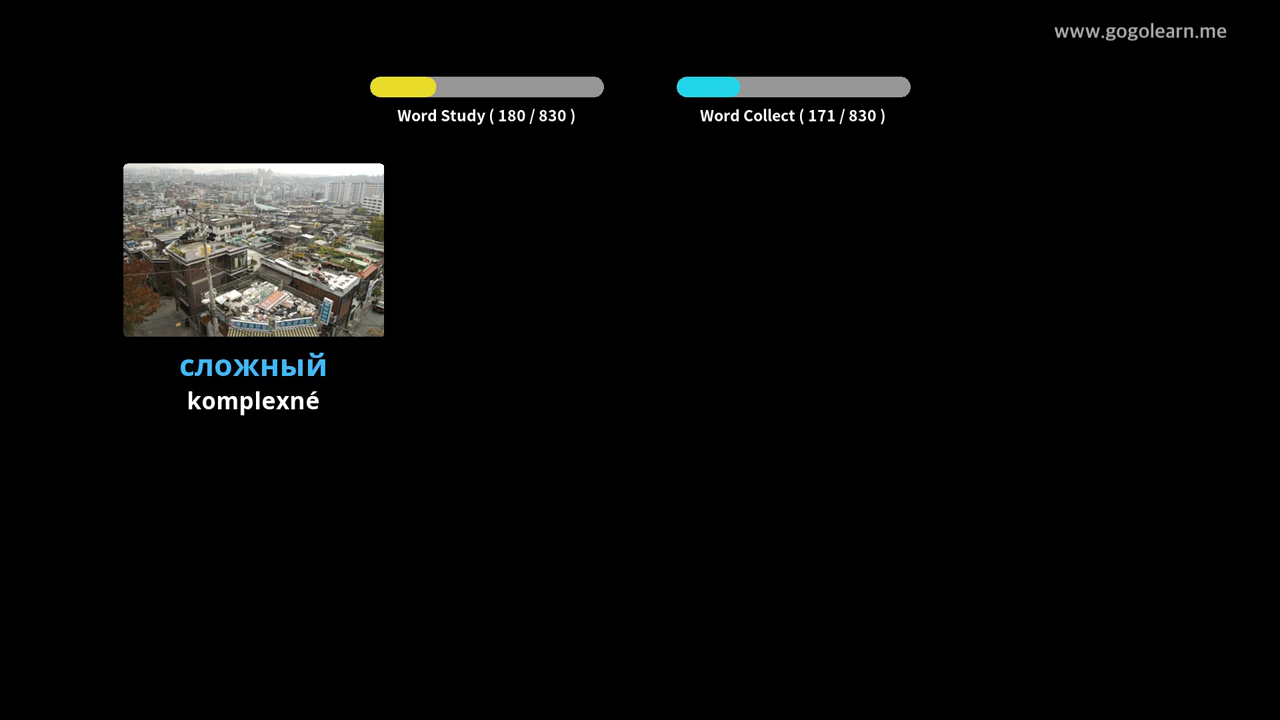 www.gogolearn.me
Word Study ( 180 / 830 )
Word Collect ( 171 / 830 )
сложный
komplexné